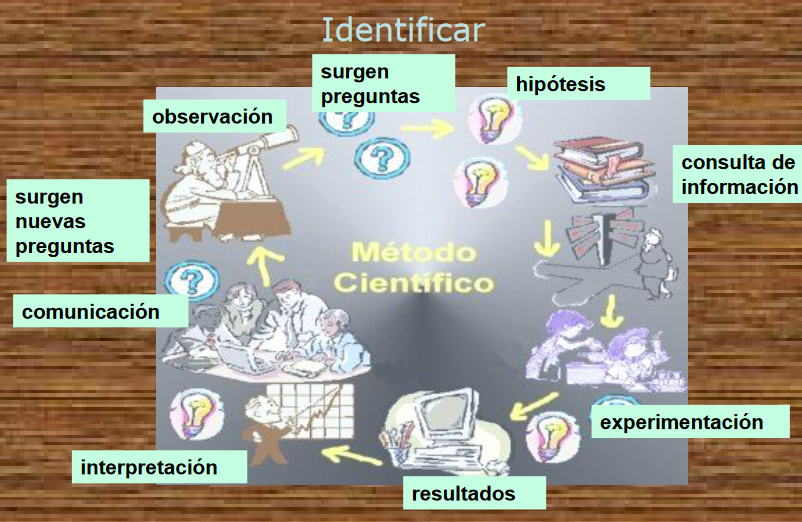 Identificar
surgen
preguntas
hipótesis
observación
consulta de
información
surgen
nuevas
preguntas
Método
Científico
comunicación
experimentación
interpretación
resultados